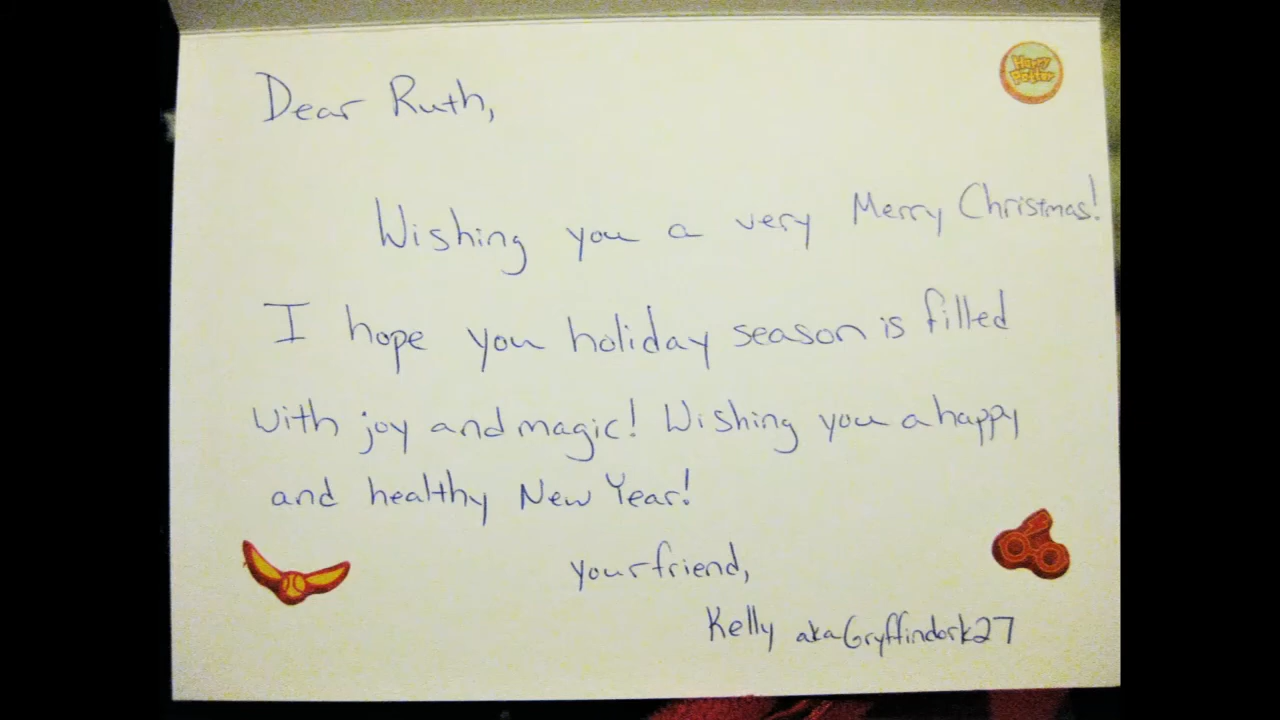 Harry
Potter
Dear Ruth,
Wishing you a very Merry Christmas!
I hope you holiday season is filled
with joy and magic! Wishing you a happy
and healthy New Year!
your friend,
Kelly aka Gryffindork27